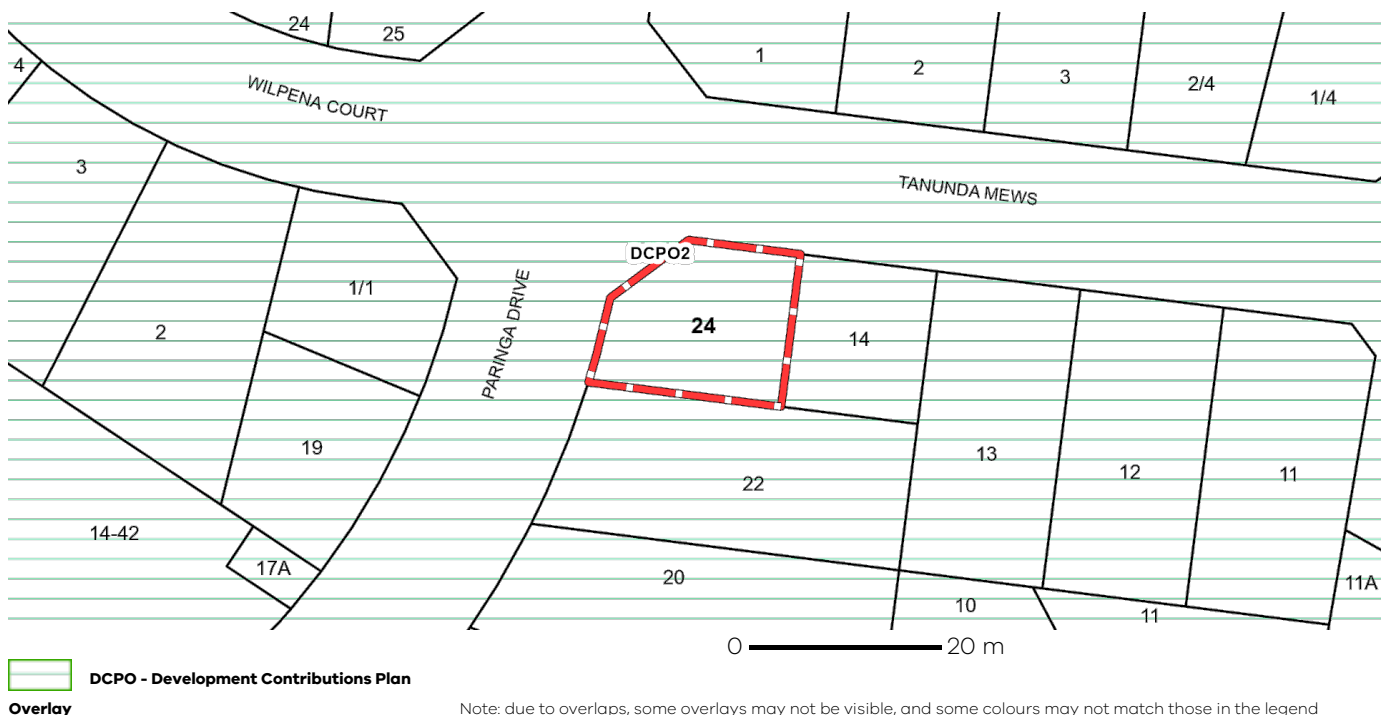 24
25
1
2
3
2/4
1/4
4
WILPENA COURT
3
TANUNDA MEWS
DCPO2
1/1
PARINGA DRIVE
24
14
2
19
13
12
11
22
14-42
17A
20
10
11
11A
0 20 m
DCPO - Development Contributions Plan
Overlay
Note: due to overlaps, some overlays may not be visible, and some colours may not match those in the legend